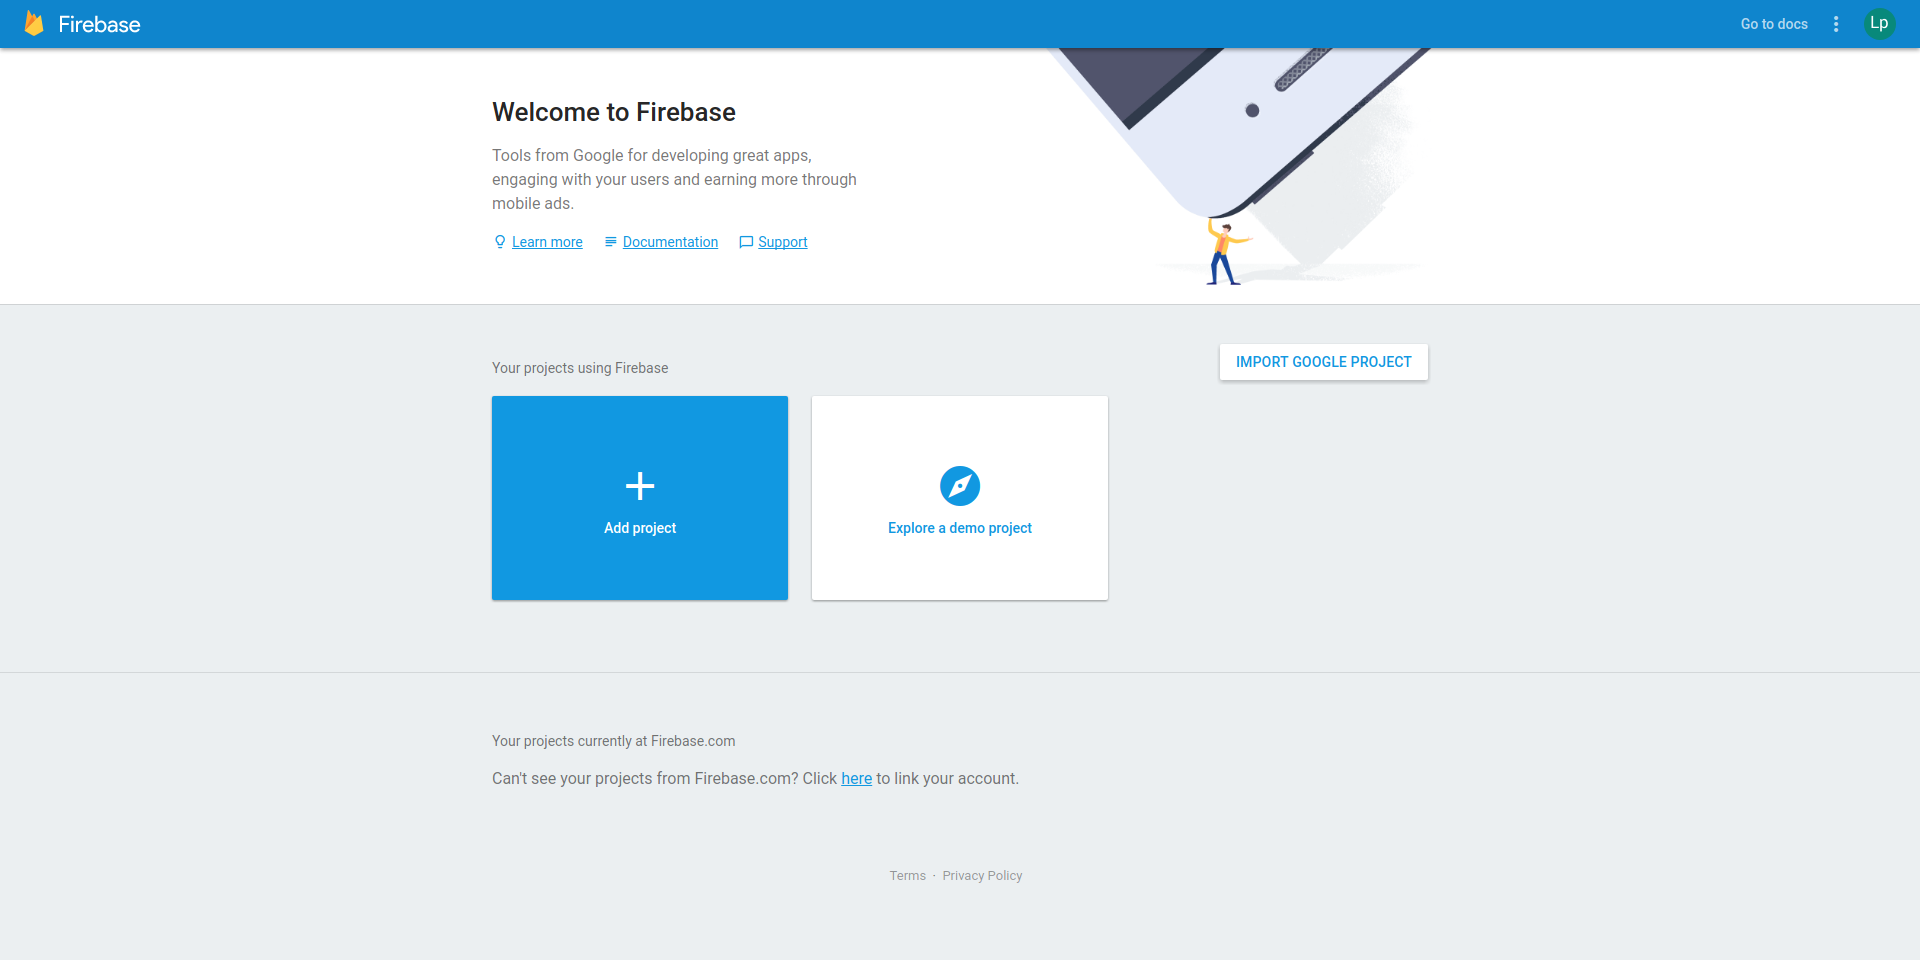 Firebase
Go to docs
Lp
Welcome to Firebase
Tools from Google for developing great apps,
engaging with your users and earning more through
mobile ads.
Learn more Documentation Support
Your projects using Firebase
IMPORT GOOGLE PROJECT
Add project
Explore a demo project
Your projects currently at Firebase.com
Can't see your projects from Firebase.com? Click here to link your account.
Terms · Privacy Policy